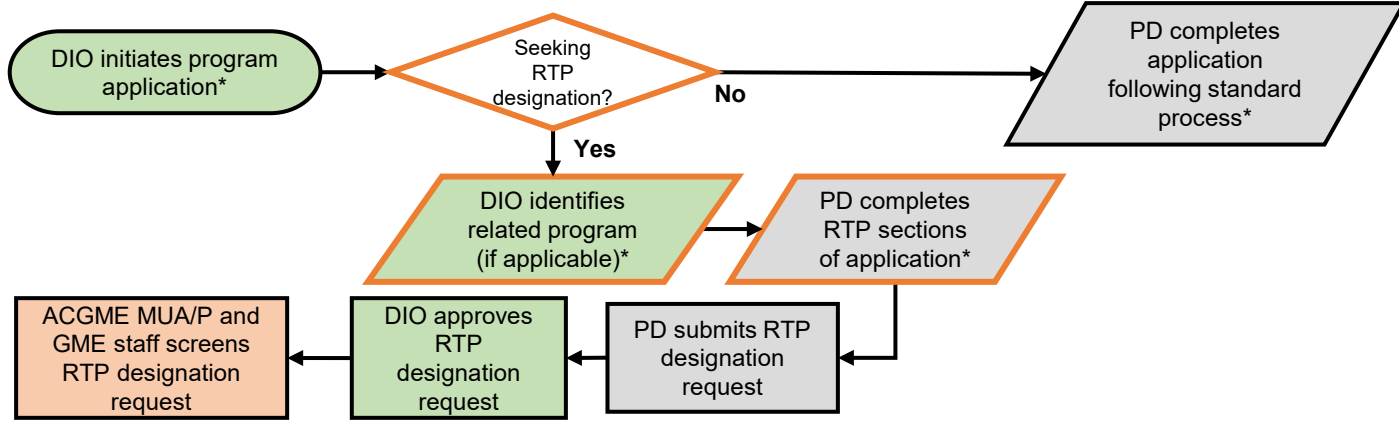 DIO initiates program
application*
Seeking
RTP
designation?
No
PD completes
application
following standard
process*
Yes
DIO identifies
related program
(if applicable)*
PD completes
RTP sections
of application*
PD submits RTP
designation
request
DIO approves
RTP
designation
request
ACGME MUA/P and
GME staff screens
RTP designation
request